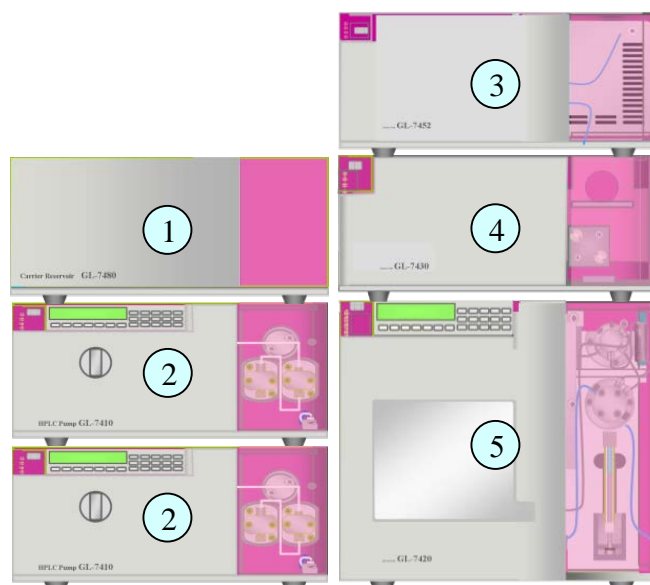 3
GL-7452
1
Carrier Reservoir GL-7480
4
GL-7430
2
HPLC Pump GL-7410
5
GL-7420
2
HPLC Pump GL-7410